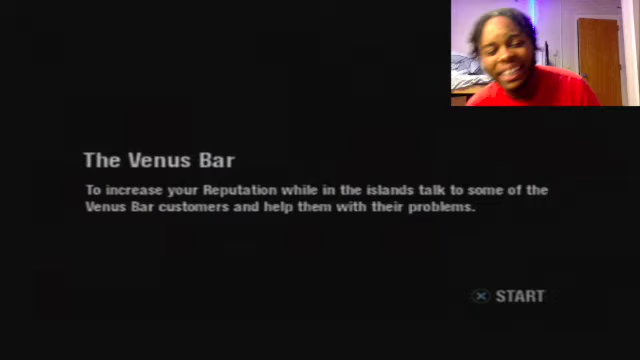 The Venus Bar
To increase your Reputation while in the islands talk to some of the
Venus Bar customers and help them with their problems.
START